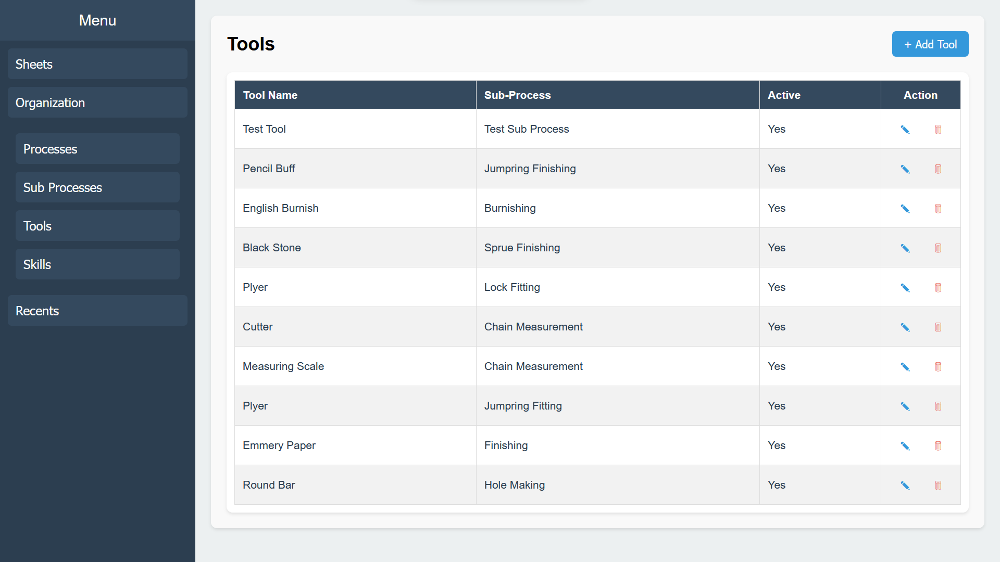 Menu
Sheets
Organization
Processes
Sub Processes
Tools
Skills
Recents
Tools
+ Add Tool
Tool Name Sub-Process Active Action
Test Tool Test Sub Process Yes
Pencil Buff Jumpring Finishing Yes
English Burnish Burnishing Yes
Black Stone Sprue Finishing Yes
Plyer Lock Fitting Yes
Cutter Chain Measurement Yes
Measuring Scale Chain Measurement Yes
Plyer Jumpring Fitting Yes
Emmery Paper Finishing Yes
Round Bar Hole Making Yes